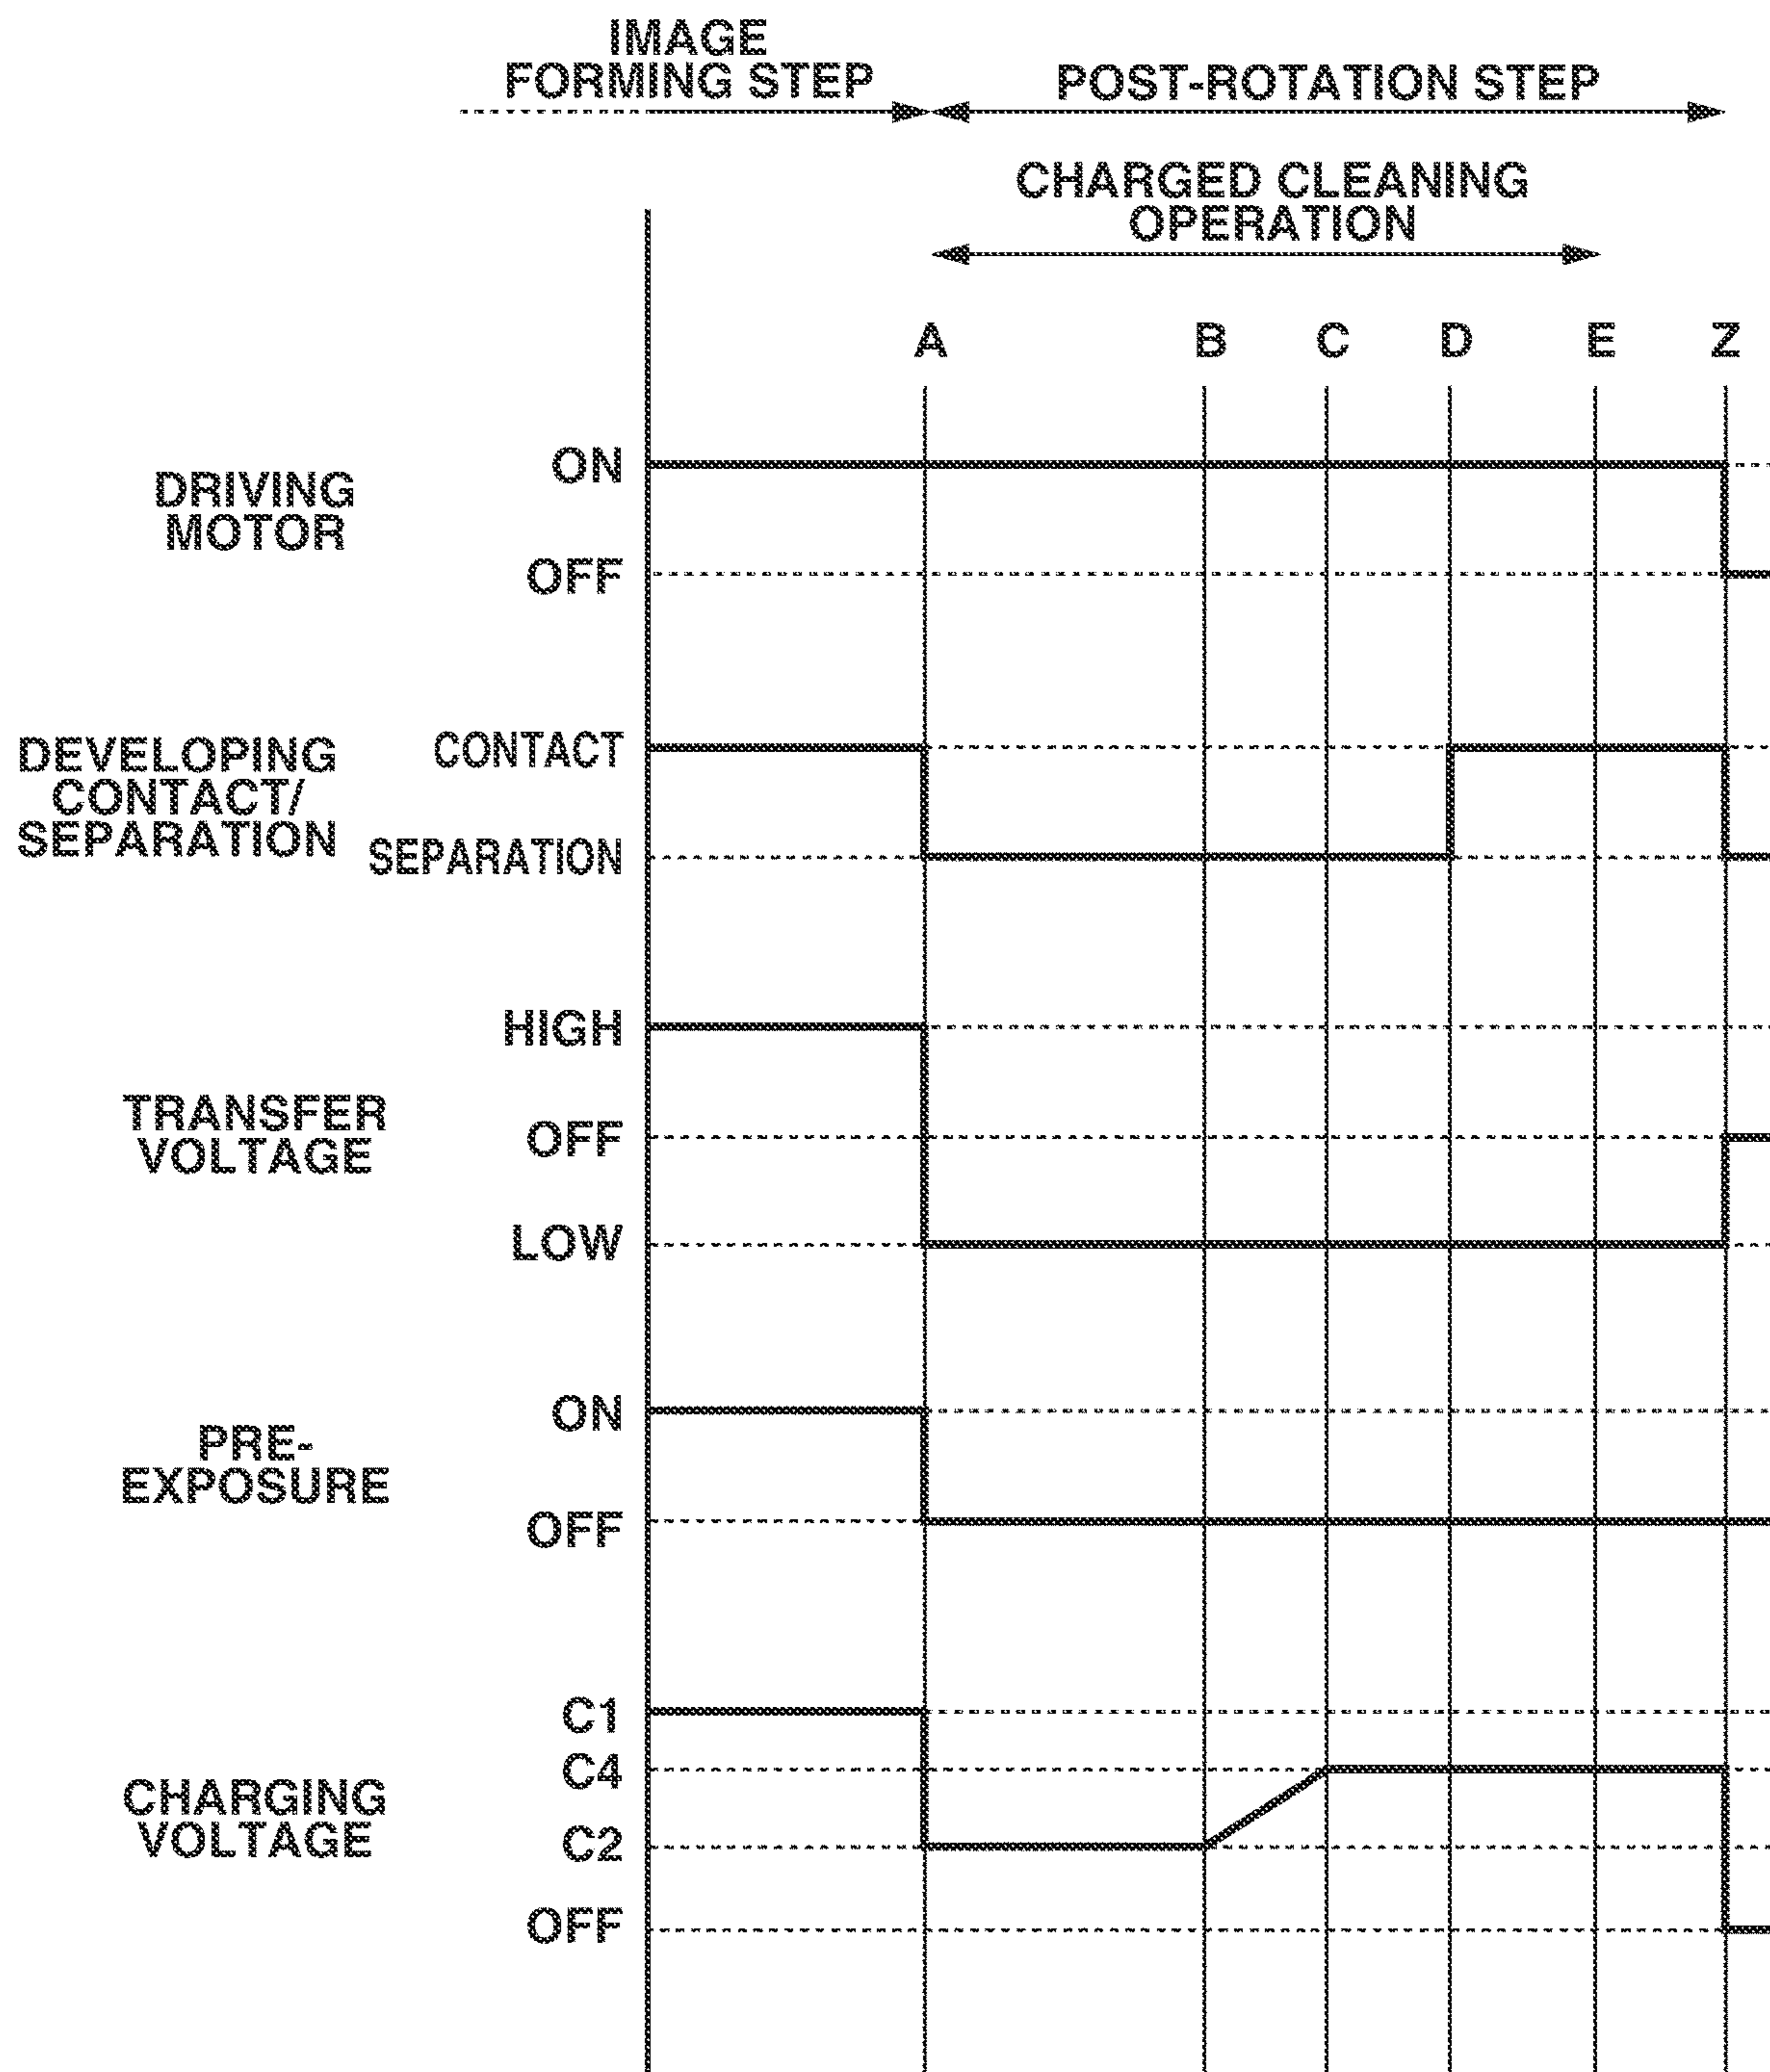 IMAGE
FORMING STEP
POST-ROTATION STEP
CHARGED CLEANING
OPERATION
A B C D E Z
DRIVING
MOTOR
ON
OFF
DEVELOPING
CONTACT/
SEPARATION
CONTACT
SEPARATION
TRANSFER
VOLTAGE
HIGH
OFF
LOW
PRE-
EXPOSURE
ON
OFF
CHARGING
VOLTAGE
C1
C4
C2
OFF